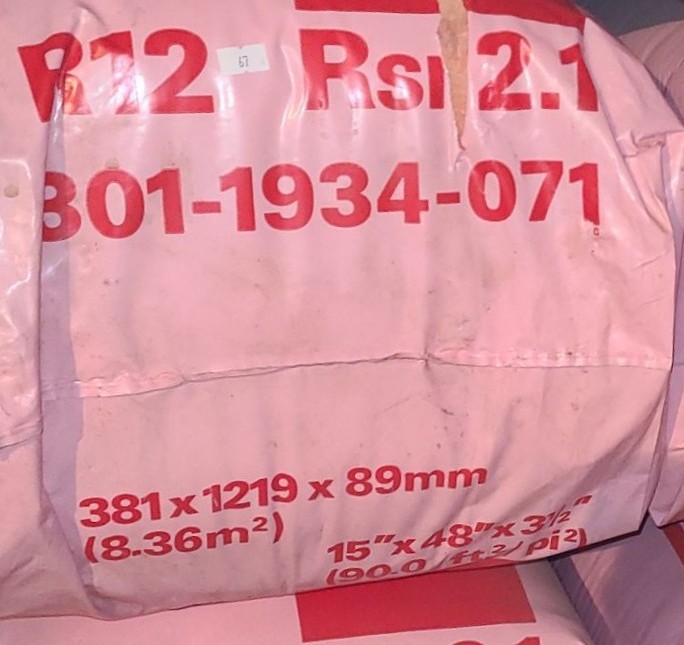 R12 Rsi 2.1
67
301-1934-071
381 x 1219 x 89mm
(8.36m²)
15"x 48"x 3½"
(90.0 /ft²/ pi²)